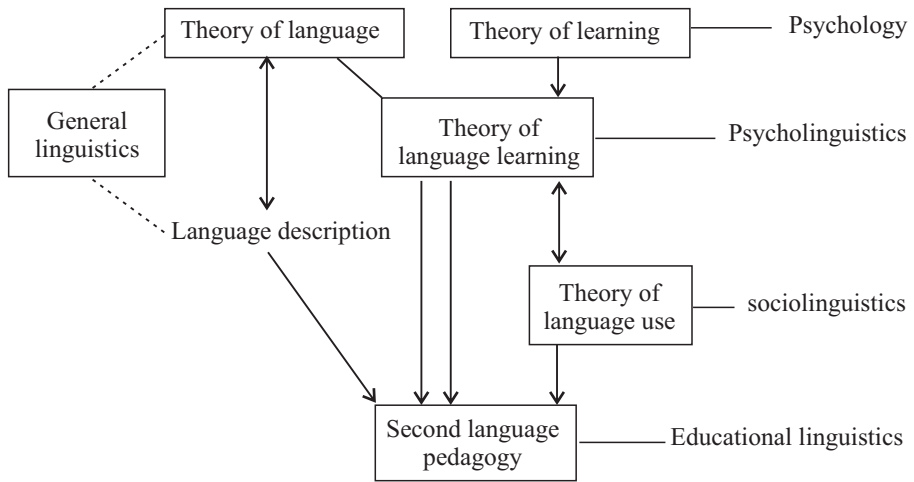 Theory of language
Theory of learning
Psychology
General
linguistics
Theory of
language learning
Psycholinguistics
Language description
Theory of
language use
sociolinguistics
Second language
pedagogy
Educational linguistics